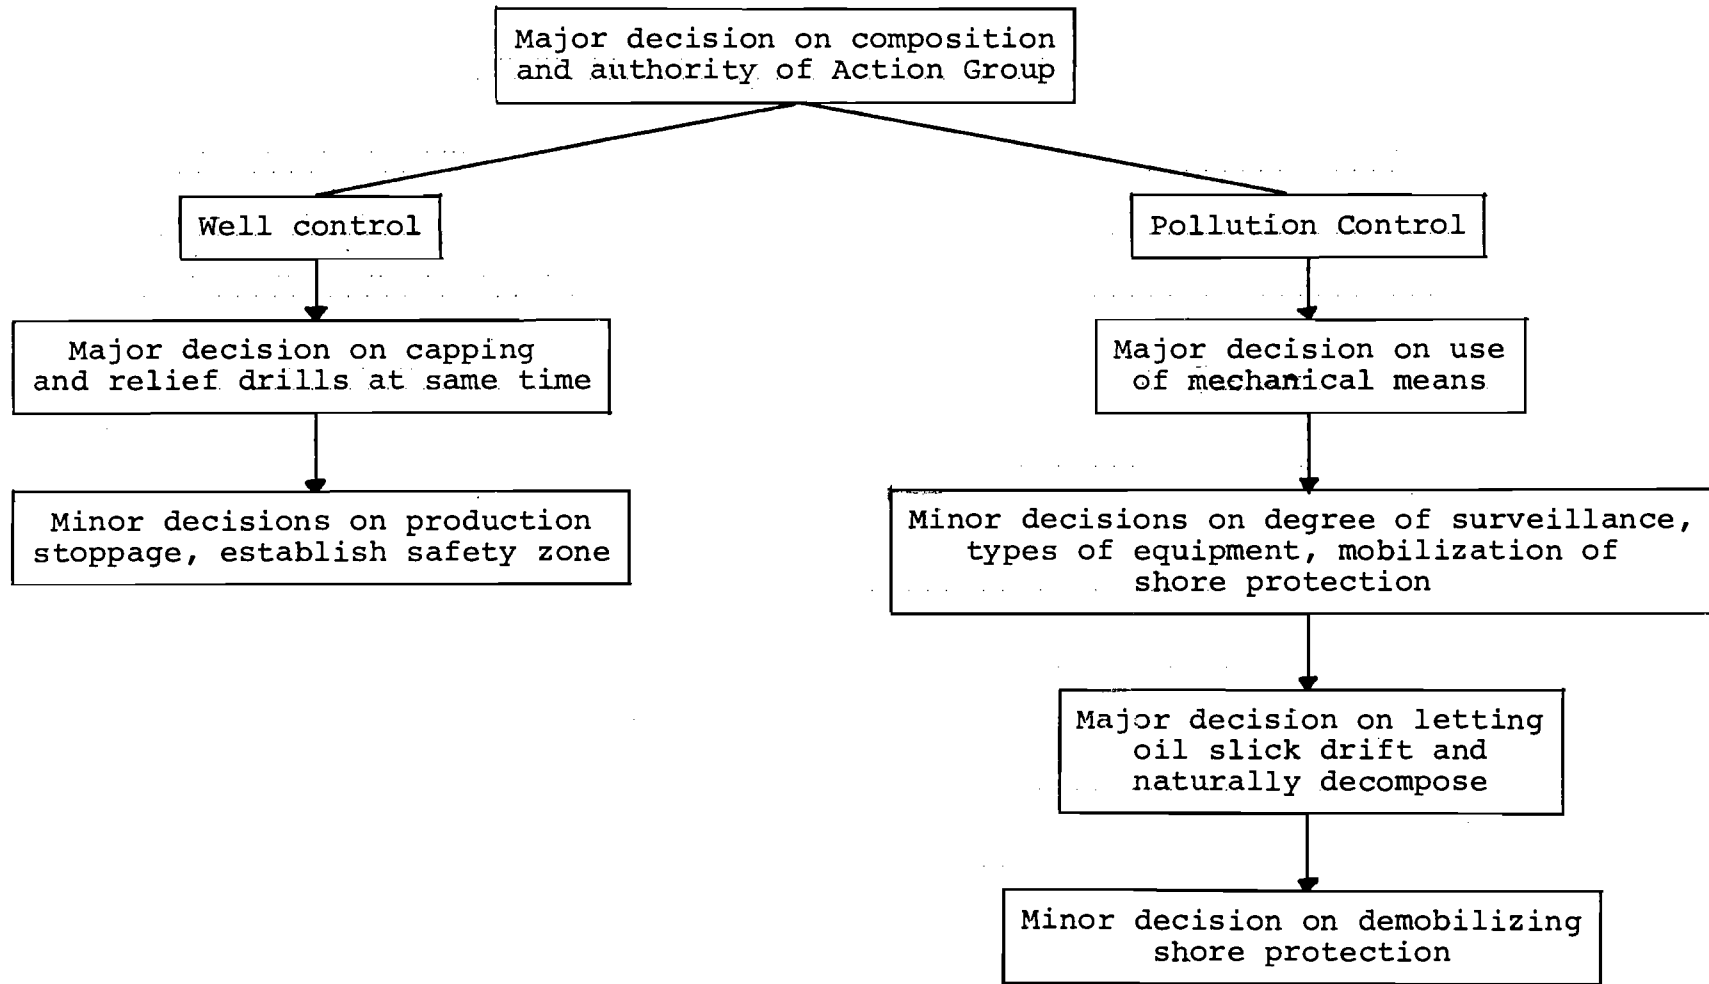 Major decision on composition
and authority of Action Group
Well control
Pollution Control
Major decision on capping
and relief drills at same time
Major decision on use
of mechanical means
Minor decisions on production
stoppage, establish safety zone
Minor decisions on degree of surveillance,
types of equipment, mobilization of
shore protection
Major decision on letting
oil slick drift and
naturally decompose
Minor decision on demobilizing
shore protection